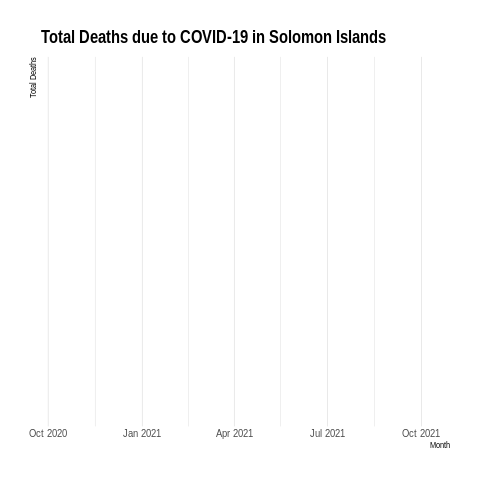 Total Deaths due to COVID-19 in Solomon Islands
Total Deaths
Oct 2020
Jan 2021
Apr 2021
Jul 2021
Oct 2021
Month